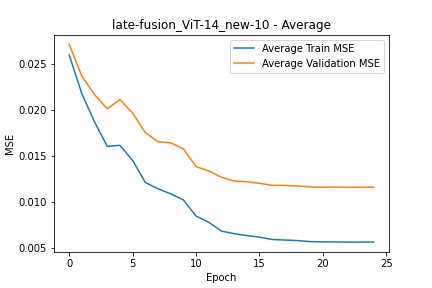 late-fusion_ViT-14_new-10 - Average
Average Train MSE
Average Validation MSE
MSE
0.025
0.020
0.015
0.010
0.005
0 5 10 15 20 25
Epoch